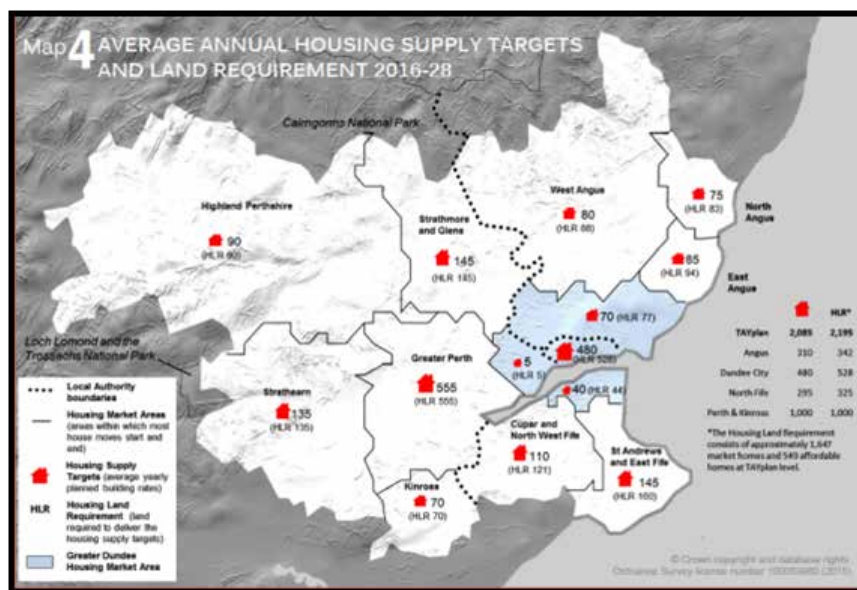 Map 4 AVERAGE ANNUAL HOUSING SUPPLY TARGETS
AND LAND REQUIREMENT 2016-28
Cairngorms National Park
Highland Perthshire
90
(HLR 90)
Strathmore
and Glens
145
(HLR 145)
West Angus
80
(HLR 88)
75
(HLR 83)
North
Angus
85
(HLR 94)
East
Angus
70 (HLR 77)
480
(HLR 528)
5
(HLR 5)
40 (HLR 44)
Loch Lomond and the
Trossachs National Park
Strathearn
135
(HLR 135)
Greater Perth
555
(HLR 555)
Cupar and
North West Fife
110
(HLR 121)
St Andrews
and East Fife
145
(HLR 160)
Kinross
70
(HLR 70)
Local Authority
boundaries
Housing Market Areas
(areas within which most
house moves start and
end)
Housing Supply
Targets (average yearly
planned building rates)
HLR Housing Land
Requirement (land
required to deliver the
housing supply targets)
Greater Dundee
Housing Market Area
HLR*
TAYplan 2,085 2,195
Angus 310 342
Dundee City 480 528
North Fife 295 325
Perth & Kinross 1,000 1,000
*The Housing Land Requirement
consists of approximately 1,647
market homes and 549 affordable
homes at TAYplan level.
© Crown copyright and database rights
Ordnance Survey license number (2015)